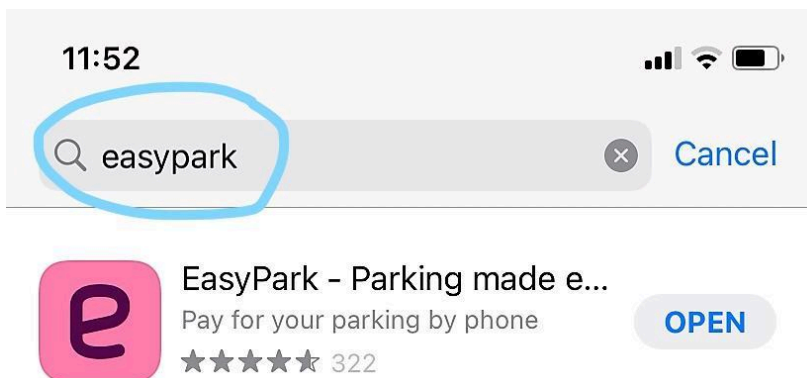 11:52
easypark
Cancel
e
EasyPark - Parking made e...
Pay for your parking by phone
OPEN
322